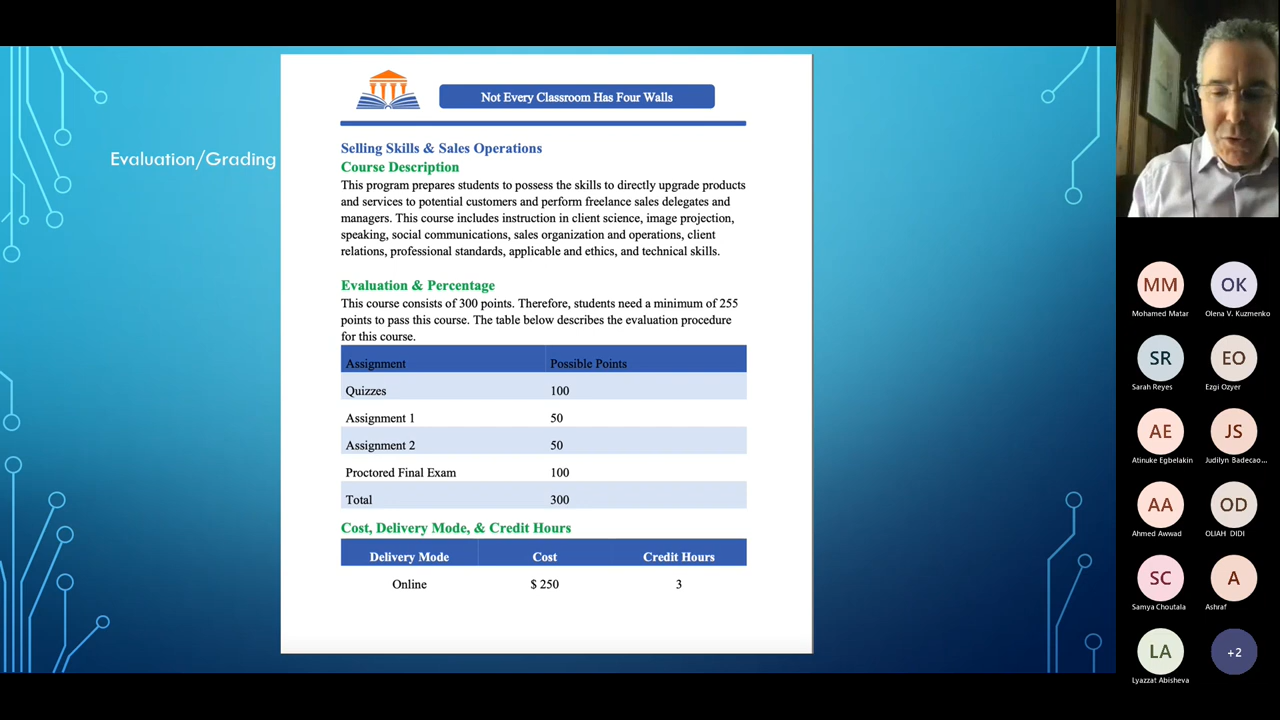 Evaluation/Grading
Not Every Classroom Has Four Walls
Selling Skills & Sales Operations
Course Description
This program prepares students to possess the skills to directly upgrade products
and services to potential customers and perform freelance sales delegates and
managers. This course includes instruction in client science, image projection,
speaking, social communications, sales organization and operations, client
relations, professional standards, applicable and ethics, and technical skills.
Evaluation & Percentage
This course consists of 300 points. Therefore, students need a minimum of 255
points to pass this course. The table below describes the evaluation procedure
for this course.
Assignment Possible Points
Quizzes 100
Assignment 1 50
Assignment 2 50
Proctored Final Exam 100
Total 300
Cost, Delivery Mode, & Credit Hours
Delivery Mode Cost Credit Hours
Online $ 250 3
MM OK
Mohamed Matar Olena V. Kuzmenko
SR EO
Sarah Reyes Ezgi Ozyer
AE JS
Atinuke Egbelakin Judilyn Badecao...
AA OD
Ahmed Awwad OLIAH DIDI
SC A
Samya Choutala Ashraf
LA +2
Lyazzat Abisheva